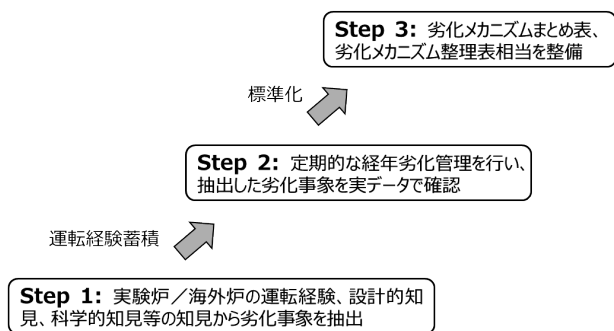 Step 3: 劣化メカニズムまとめ表、
劣化メカニズム整理表相当を整備
標準化
Step 2: 定期的な経年劣化管理を行い、
抽出した劣化事象を実データで確認
運転経験蓄積
Step 1: 実験炉／海外炉の運転経験、設計的知
見、科学的知見等の知見から劣化事象を抽出